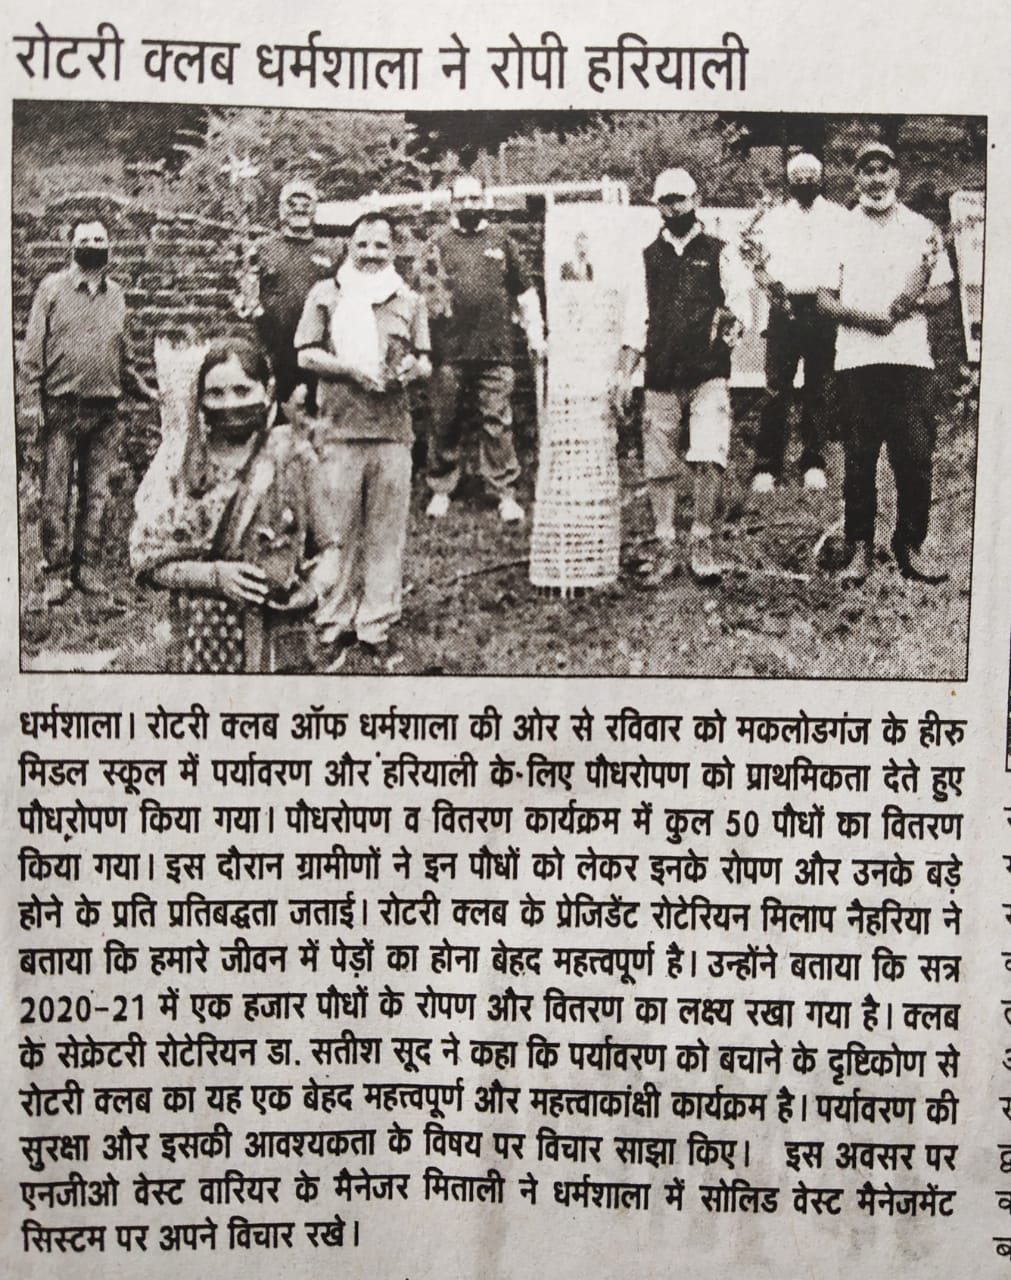 रोटरी क्लब धर्मशाला ने रोपी हरियाली
धर्मशाला। रोटरी क्लब ऑफ धर्मशाला की ओर से रविवार को मकलोडगंज के हीरु
मिडल स्कूल में पर्यावरण और हरियाली के लिए पौधरोपण को प्राथमिकता देते हुए
पौधरोपण किया गया। पौधरोपण व वितरण कार्यक्रम में कुल 50 पौधों का वितरण
किया गया। इस दौरान ग्रामीणों ने इन पौधों को लेकर इनके रोपण और उनके बड़े
होने के प्रति प्रतिबद्धता जताई। रोटरी क्लब के प्रेजिडेंट रोटेरियन मिलाप नैहरिया ने
बताया कि हमारे जीवन में पेड़ों का होना बेहद महत्त्वपूर्ण है। उन्होंने बताया कि सत्र
2020-21 में एक हजार पौधों के रोपण और वितरण का लक्ष्य रखा गया है। क्लब
के सेक्रेटरी रोटेरियन डा. सतीश सूद ने कहा कि पर्यावरण को बचाने के दृष्टिकोण से
रोटरी क्लब का यह एक बेहद महत्त्वपूर्ण और महत्त्वाकांक्षी कार्यक्रम है। पर्यावरण की
सुरक्षा और इसकी आवश्यकता के विषय पर विचार साझा किए। इस अवसर पर
एनजीओ वेस्ट वारियर के मैनेजर मिताली ने धर्मशाला में सोलिड वेस्ट मैनेजमेंट
सिस्टम पर अपने विचार रखे।